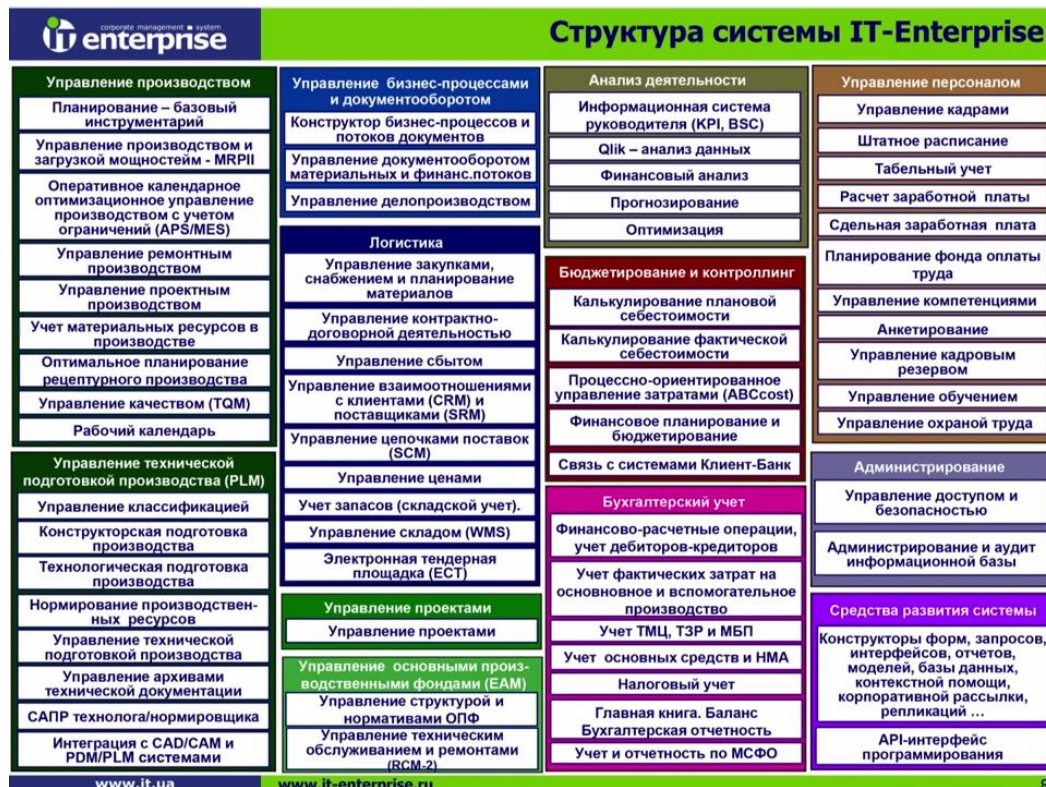 corporate management system
it enterprise
Структура системы IT-Enterprise
Управление производством
Планирование – базовый
инструментарий
Управление производством и
загрузкой мощностейм - MRPII
Оперативное календарное
оптимизационное управление
производством с учетом
ограничений (APS/MES)
Управление ремонтным
производством
Управление проектным
производством
Учет материальных ресурсов в
производстве
Оптимальное планирование
рецептурного производства
Управление качеством (TQM)
Рабочий календарь
Управление технической
подготовкой производства (PLM)
Управление классификацией
Конструкторская подготовка
производства
Технологическая подготовка
производства
Нормирование производствен-
ных ресурсов
Управление технической
подготовкой производства
Управление архивами
технической документации
САПР технолога/нормировщика
Интеграция с CAD/CAM и
PDM/PLM системами
Управление бизнес-процессами
и документооборотом
Конструктор бизнес-процессов и
потоков документов
Управление документооборотом
материальных и финанс.потоков
Управление делопроизводством
Логистика
Управление закупками,
снабжением и планирование
материалов
Управление контрактно-
договорной деятельностью
Управление сбытом
Управление взаимоотношениями
с клиентами (CRM) и
поставщиками (SRM)
Управление цепочками поставок
(SCM)
Управление ценами
Учет запасов (складской учет).
Управление складом (WMS)
Электронная тендерная
площадка (ECT)
Управление проектами
Управление проектами
Управление основными произ-
водственными фондами (EAM)
Управление структурой и
нормативами ОПФ
Управление техническим
обслуживанием и ремонтами
(RCM-2)
Анализ деятельности
Информационная система
руководителя (KPI, BSC)
Qlik – анализ данных
Финансовый анализ
Прогнозирование
Оптимизация
Бюджетирование и контроллинг
Калькулирование плановой
себестоимости
Калькулирование фактической
себестоимости
Процессно-ориентированное
управление затратами (ABCcost)
Финансовое планирование и
бюджетирование
Связь с системами Клиент-Банк
Бухгалтерский учет
Финансово-расчетные операции,
учет дебиторов-кредиторов
Учет фактических затрат на
основновное и вспомогательное
производство
Учет ТМЦ, ТЗР и МБП
Учет основных средств и НМА
Налоговый учет
Главная книга. Баланс
Бухгалтерская отчетность
Учет и отчетность по МСФО
Управление персоналом
Управление кадрами
Штатное расписание
Табельный учет
Расчет заработной платы
Сдельная заработная плата
Планирование фонда оплаты
труда
Управление компетенциями
Анкетирование
Управление кадровым
резервом
Управление обучением
Управление охраной труда
Администрирование
Управление доступом и
безопасностью
Администрирование и аудит
информационной базы
Средства развития системы
Конструкторы форм, запросов,
интерфейсов, отчетов,
моделей, базы данных,
контекстной помощи,
корпоративной рассылки,
репликаций ...
API-интерфейс
программирования
www.it.ua
www.it-enterprise.ru